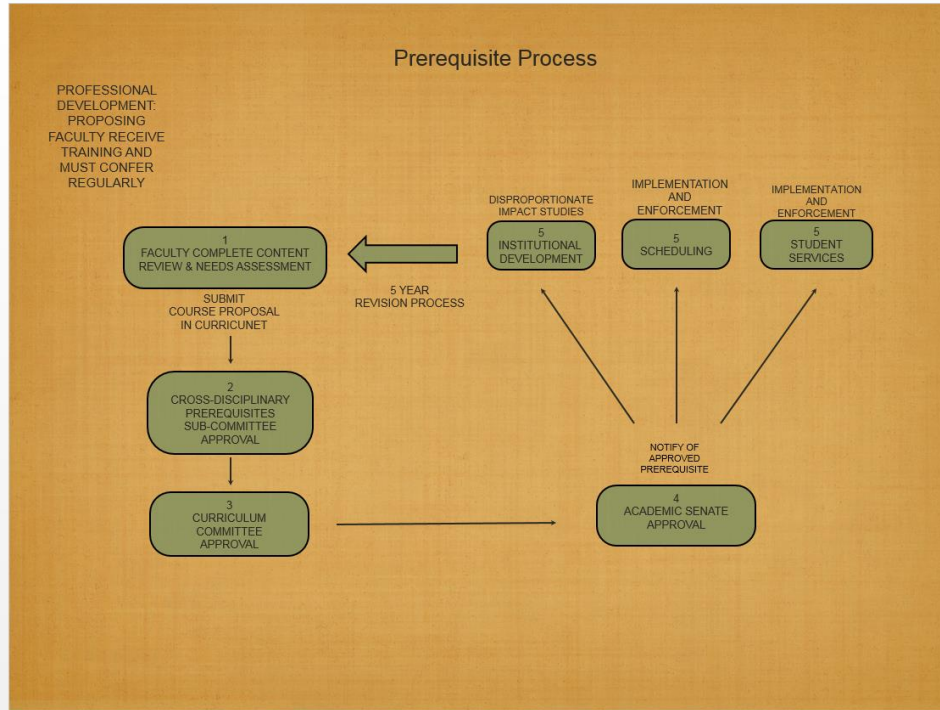 Prerequisite Process
PROFESSIONAL
DEVELOPMENT:
PROPOSING
FACULTY RECEIVE
TRAINING AND
MUST CONFER
REGULARLY
1
FACULTY COMPLETE CONTENT
REVIEW & NEEDS ASSESSMENT
SUBMIT
COURSE PROPOSAL
IN CURRICUNET
2
CROSS-DISCIPLINARY
PREREQUISITES
SUB-COMMITTEE
APPROVAL
3
CURRICULUM
COMMITTEE
APPROVAL
4
ACADEMIC SENATE
APPROVAL
NOTIFY OF
APPROVED
PREREQUISITE
DISPROPORTIONATE
IMPACT STUDIES
5
INSTITUTIONAL
DEVELOPMENT
IMPLEMENTATION
AND
ENFORCEMENT
5
SCHEDULING
IMPLEMENTATION
AND
ENFORCEMENT
5
STUDENT
SERVICES
5 YEAR
REVISION PROCESS